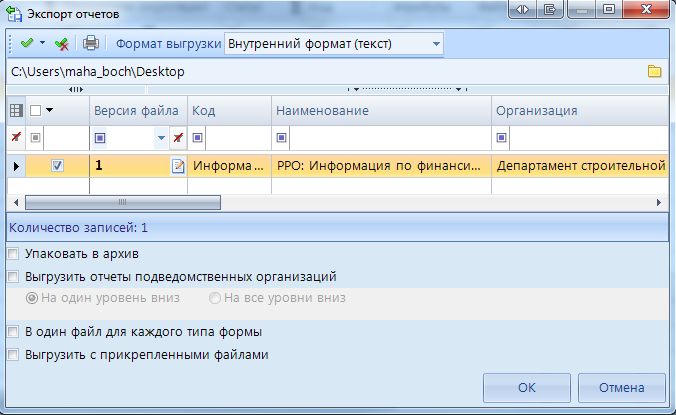 Экспорт отчетов
Формат выгрузки Внутренний формат (текст)
C:\Users\maha_boch\Desktop
Версия файла Код Наименование Организация
1 Информа ... РРО: Информация по финанси... Департамент строительной
Количество записей: 1
Упаковать в архив
Выгрузить отчеты подведомственных организаций
На один уровень вниз На все уровни вниз
В один файл для каждого типа формы
Выгрузить с прикрепленными файлами
ОК Отмена